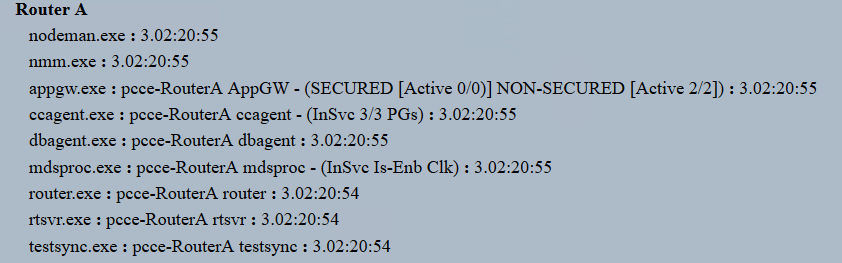 Router A
nodeman.exe : 3.02:20:55
nmm.exe : 3.02:20:55
appgw.exe : pcce-RouterA AppGW - (SECURED [Active 0/0)] NON-SECURED [Active 2/2]) : 3.02:20:55
ccagent.exe : pcce-RouterA ccagent - (InSvc 3/3 PGs) : 3.02:20:55
dbagent.exe : pcce-RouterA dbagent : 3.02:20:55
mdsproc.exe : pcce-RouterA mdsproc - (InSvc Is-Enb Clk) : 3.02:20:55
router.exe : pcce-RouterA router : 3.02:20:54
rtsvr.exe : pcce-RouterA rtsvr : 3.02:20:54
testsync.exe : pcce-RouterA testsync : 3.02:20:54